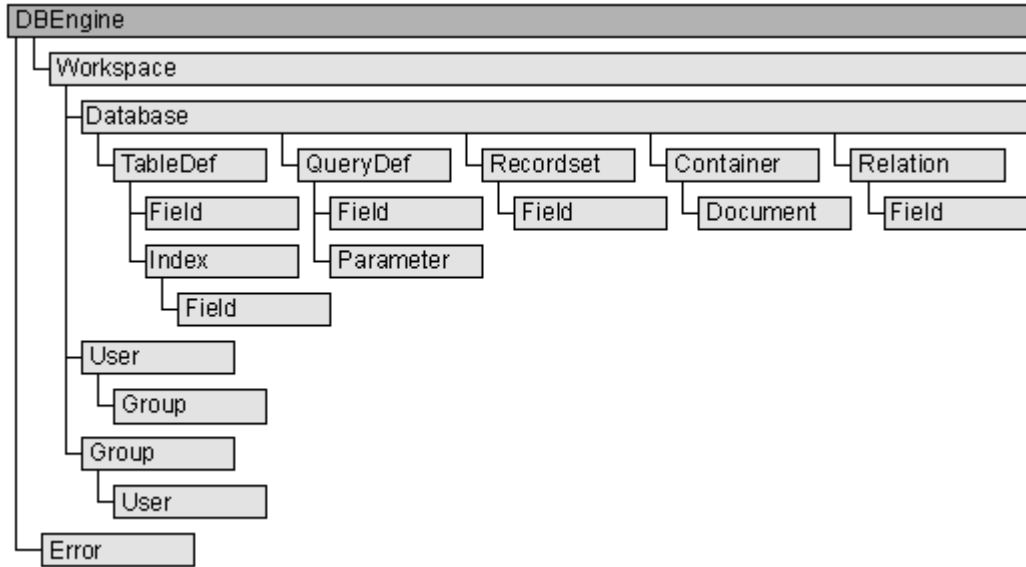 DBEngine
Workspace
Database
TableDef QueryDef Recordset Container Relation
Field Field Field Document Field
Index Parameter
Field
User
Group
Group
User
Error